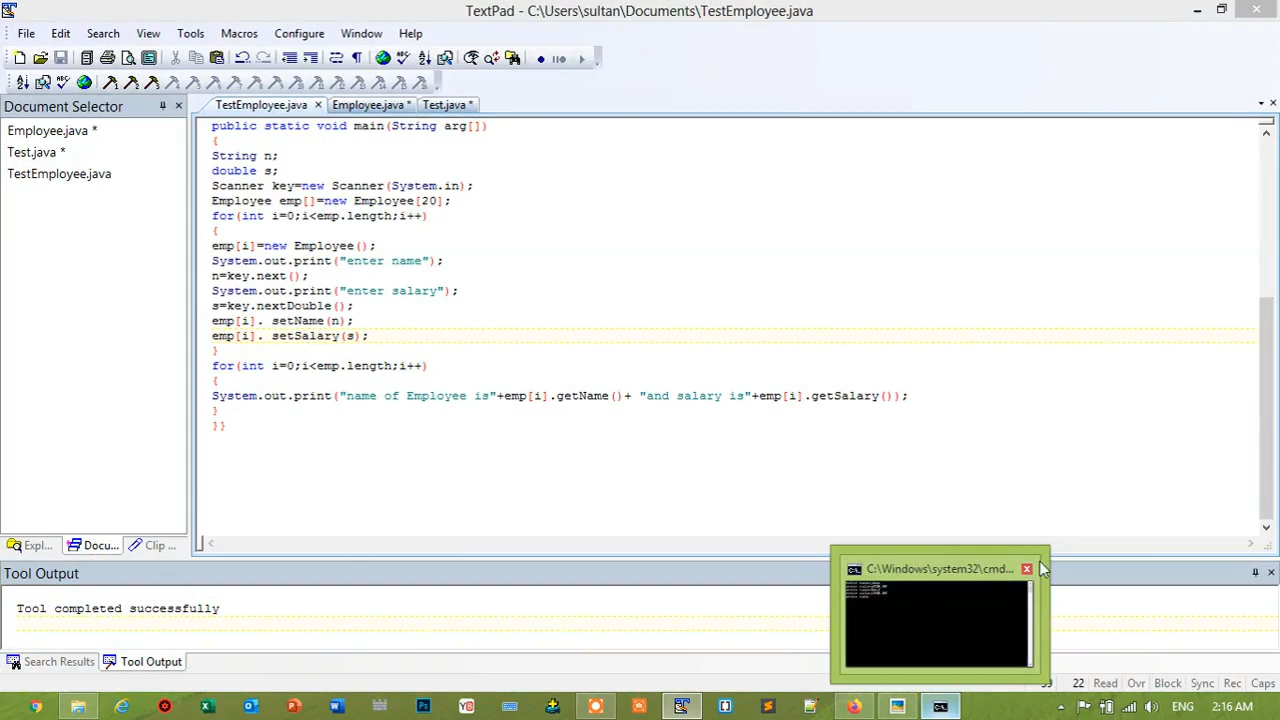 TextPad - C:\Users\sultan\Documents\TestEmployee.java
File Edit Search View Tools Macros Configure Window Help
Document Selector
TestEmployee.java Employee.java * Test.java *
Employee.java *
Test.java *
TestEmployee.java
public static void main(String arg[])
{
String n;
double s;
Scanner key=new Scanner(System.in);
Employee emp[]=new Employee[20];
for(int i=0;i<emp.length;i++)
{
emp[i]=new Employee();
System.out.print("enter name");
n=key.next();
System.out.print("enter salary");
s=key.nextDouble();
emp[i]. setName(n);
emp[i]. setSalary(s);
}
for(int i=0;i<emp.length;i++)
{
System.out.print("name of Employee is"+emp[i].getName()+ "and salary is"+emp[i].getSalary());
}
}}
Expl... Docu... Clip ...
Tool Output
Tool completed successfully
C:\Windows\system32\cmd...
Search Results Tool Output
22 Read Ovr Block Sync Rec Caps
ENG 2:16 AM